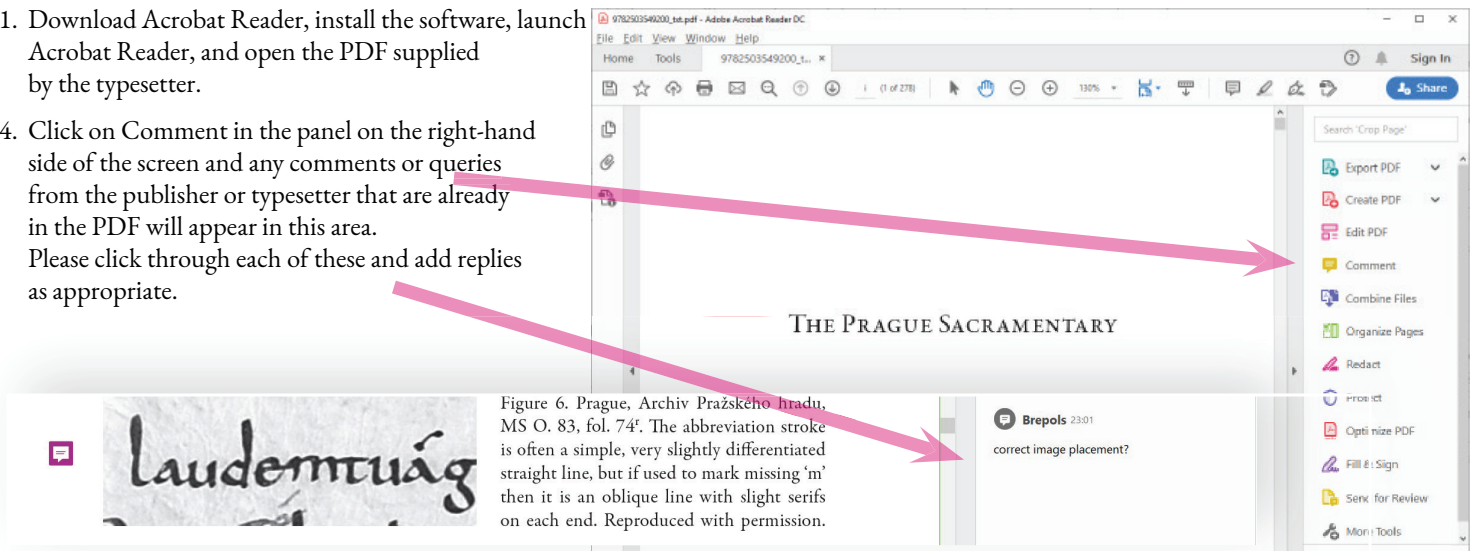 1. Download Acrobat Reader, install the software, launch
Acrobat Reader, and open the PDF supplied
by the typesetter.
4. Click on Comment in the panel on the right-hand
side of the screen and any comments or queries
from the publisher or typesetter that are already
in the PDF will appear in this area.
Please click through each of these and add replies
as appropriate.
9782503549200_txt.pdf - Adobe Acrobat Reader DC
File Edit View Window Help
Home Tools 9782503549200_t... ×
Sign In
i (1 of 278)
130%
Share
THE PRAGUE SACRAMENTARY
Search 'Crop Page'
Export PDF
Create PDF
Edit PDF
Comment
Combine Files
Organize Pages
Redact
Protect
Optimize PDF
Fill & Sign
Send for Review
More Tools
laudemtuág
Figure 6. Prague, Archiv Pražského hradu,
MS O. 83, fol. 74r. The abbreviation stroke
is often a simple, very slightly differentiated
straight line, but if used to mark missing ‘m’
then it is an oblique line with slight serifs
on each end. Reproduced with permission.
Brepols 23:01
correct image placement?